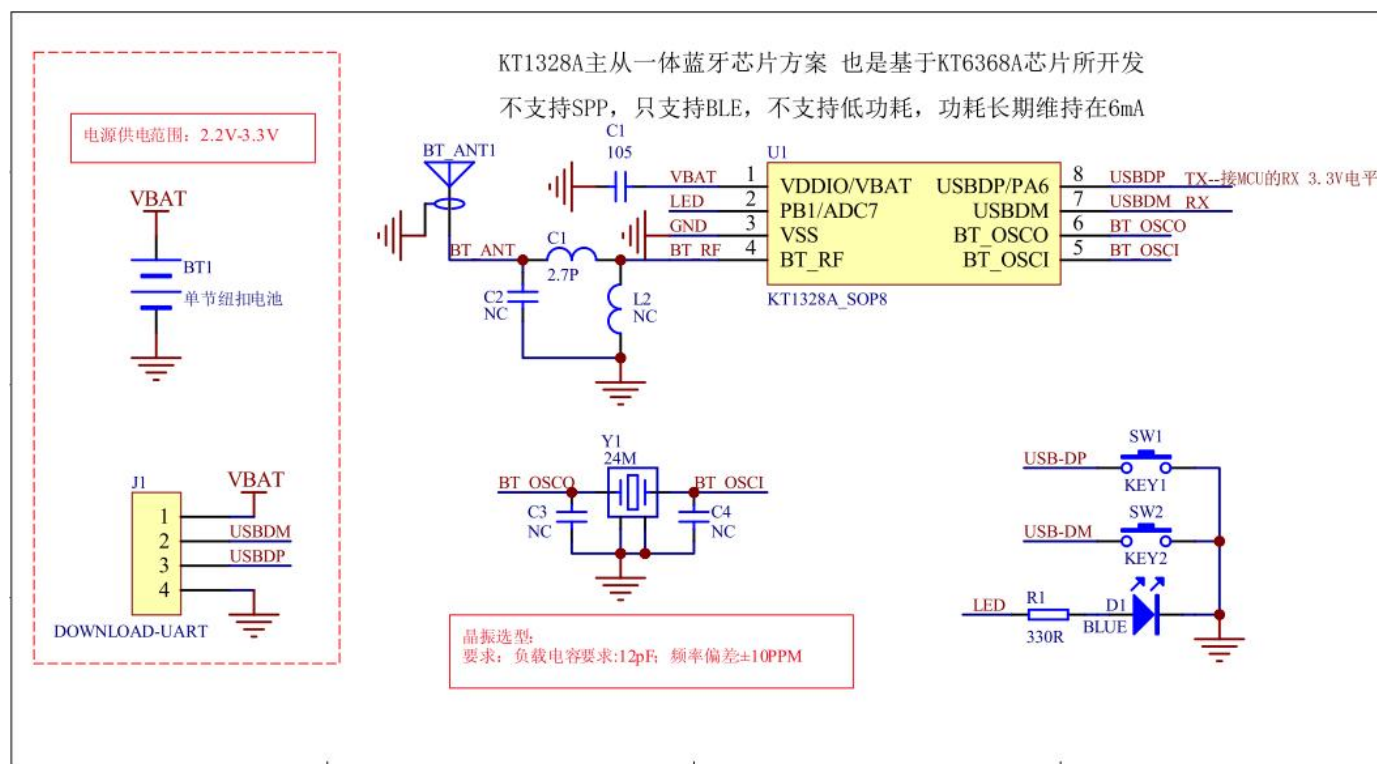 KT1328A主从一体蓝牙芯片方案 也是基于KT6368A芯片所开发
不支持SPP，只支持BLE，不支持低功耗，功耗长期维持在6mA
电源供电范围：2.2V-3.3V
VBAT
BT1
单节纽扣电池
J1
VBAT
1
2 USBDM
3 USBDP
4
DOWNLOAD-UART
BT_ANT1
C1
105
U1
VBAT 1 VDDIO/VBAT USBDP/PA6 8 USBDP TX--接MCU的RX 3.3V电平
LED 2 PB1/ADC7 USBDM 7 USBDM RX
GND 3 VSS BT_OSCO 6 BT_OSCO
BT_RF 4 BT_RF BT_OSCI 5 BT_OSCI
KT1328A_SOP8
BT_ANT
C1
2.7P
C2
NC
L2
NC
Y1
24M
BT_OSCO BT_OSCI
C3
NC
C4
NC
晶振选型:
要求：负载电容要求:12pF；频率偏差:±10PPM
SW1
USB-DP
KEY1
SW2
USB-DM
KEY2
LED
R1
330R
D1
BLUE